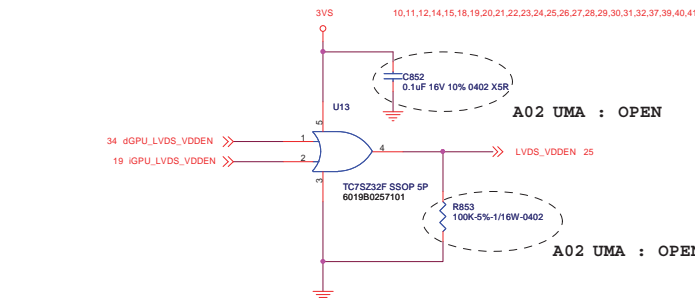 3VS
10,11,12,14,15,18,19,20,21,22,23,24,25,26,27,28,29,30,31,32,37,39,40,41
C852
0.1uF 16V 10% 0402 X5R
A02 UMA : OPEN
U13
5
34 dGPU_LVDS_VDDEN
1
4
LVDS_VDDEN 25
19 iGPU_LVDS_VDDEN
2
3
TC7SZ32F SSOP 5P
6019B0257101
R853
100K-5%-1/16W-0402
A02 UMA : OPEN